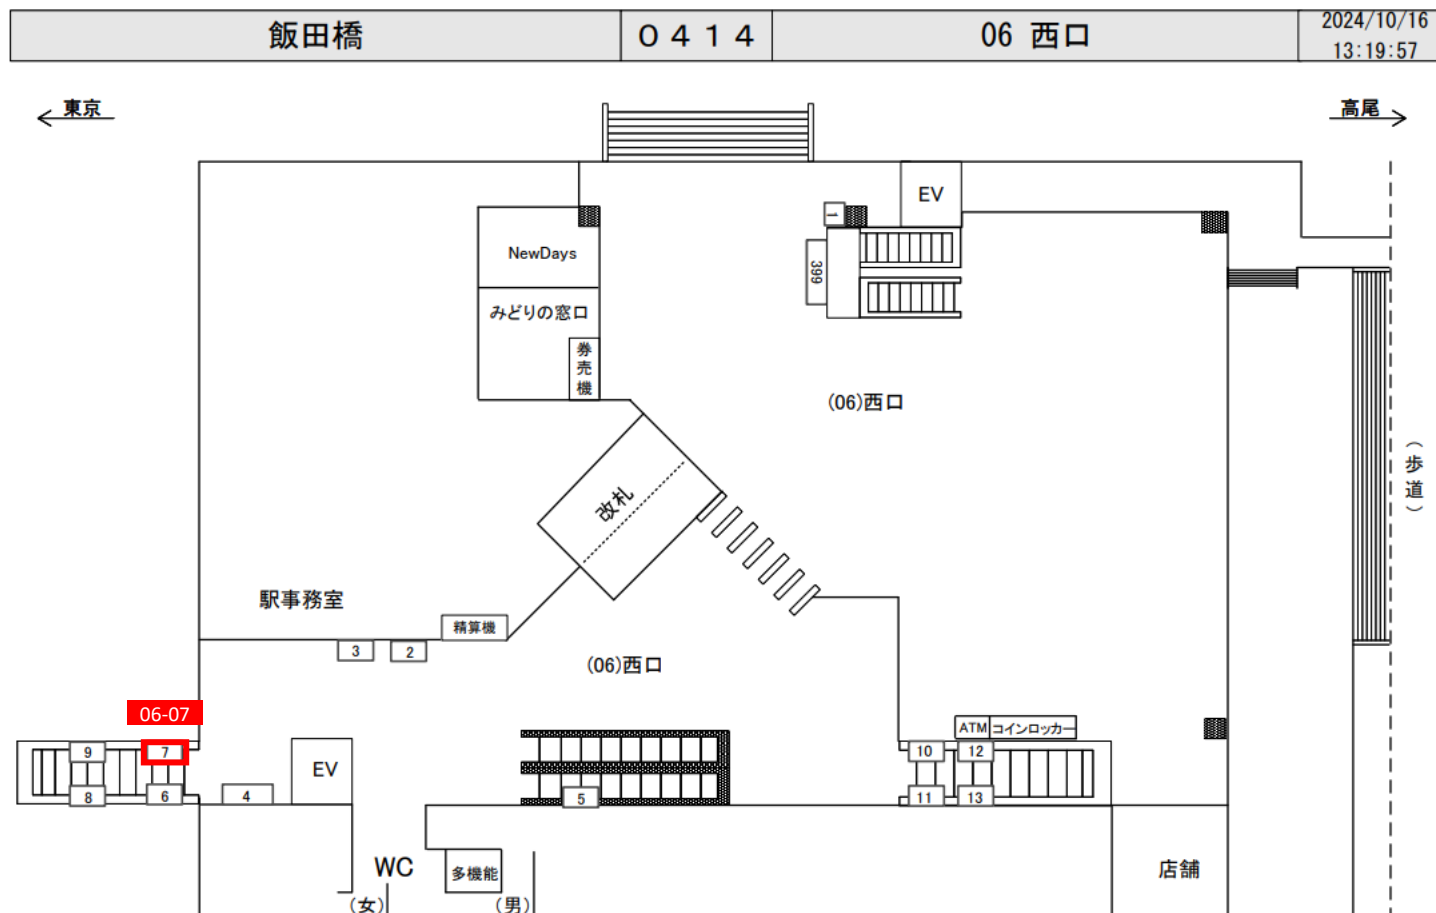 飯田橋
0414
06 西口
2024/10/16
13:19:57
東京
高尾
EV
1
NewDays
399
みどりの窓口
券売機
(06)西口
(歩道)
改札
駅事務室
精算機
3
2
(06)西口
06-07
ATM
コインロッカー
9
7
10
12
EV
8
6
4
5
11
13
WC
多機能
店舗
(女)
(男)